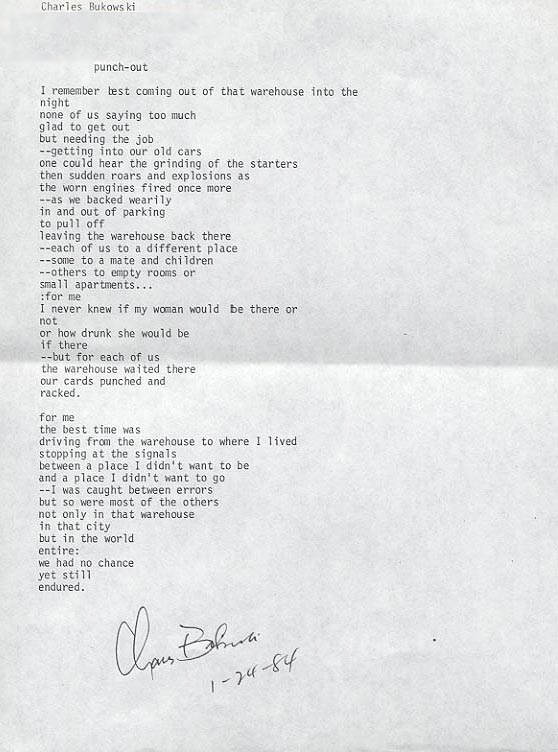 Charles Bukowski
punch-out
I remember best coming out of that warehouse into the
night
none of us saying too much
glad to get out
but needing the job
--getting into our old cars
one could hear the grinding of the starters
then sudden roars and explosions as
the worn engines fired once more
--as we backed wearily
in and out of parking
to pull off
leaving the warehouse back there
--each of us to a different place
--some to a mate and children
--others to empty rooms or
small apartments...
:for me
I never knew if my woman would be there or
not
or how drunk she would be
if there
--but for each of us
the warehouse waited there
our cards punched and
racked.
for me
the best time was
driving from the warehouse to where I lived
stopping at the signals
between a place I didn't want to be
and a place I didn't want to go
--I was caught between errors
but so were most of the others
not only in that warehouse
in that city
but in the world
entire:
we had no chance
yet still
endured.
Charles Bukowski
1-24-84